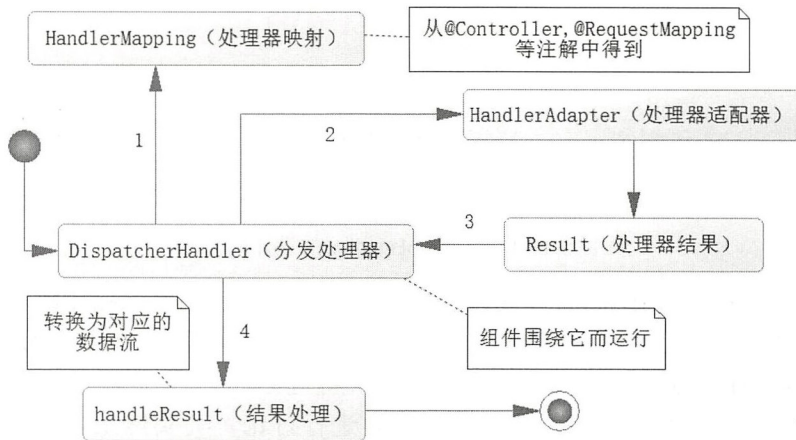 HandlerMapping（处理器映射）
从@Controller,@RequestMapping
等注解中得到
HandlerAdapter（处理器适配器）
1
2
3
DispatcherHandler（分发处理器）
Result（处理器结果）
转换为对应的
数据流
4
组件围绕它而运行
handleResult（结果处理）